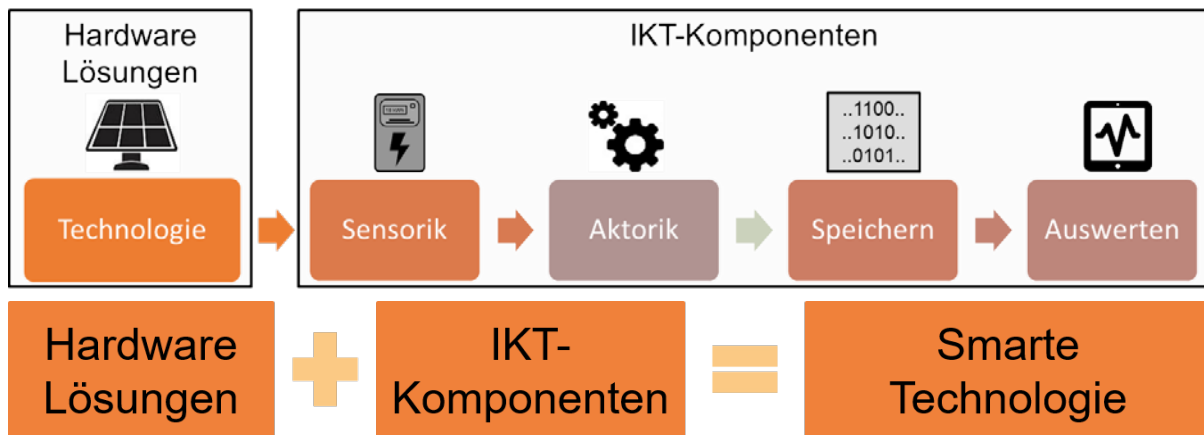 Hardware
Lösungen
IKT-Komponenten
..1100..
..1010..
..0101..
Technologie
Sensorik
Aktorik
Speichern
Auswerten
Hardware
Lösungen
IKT-
Komponenten
Smarte
Technologie